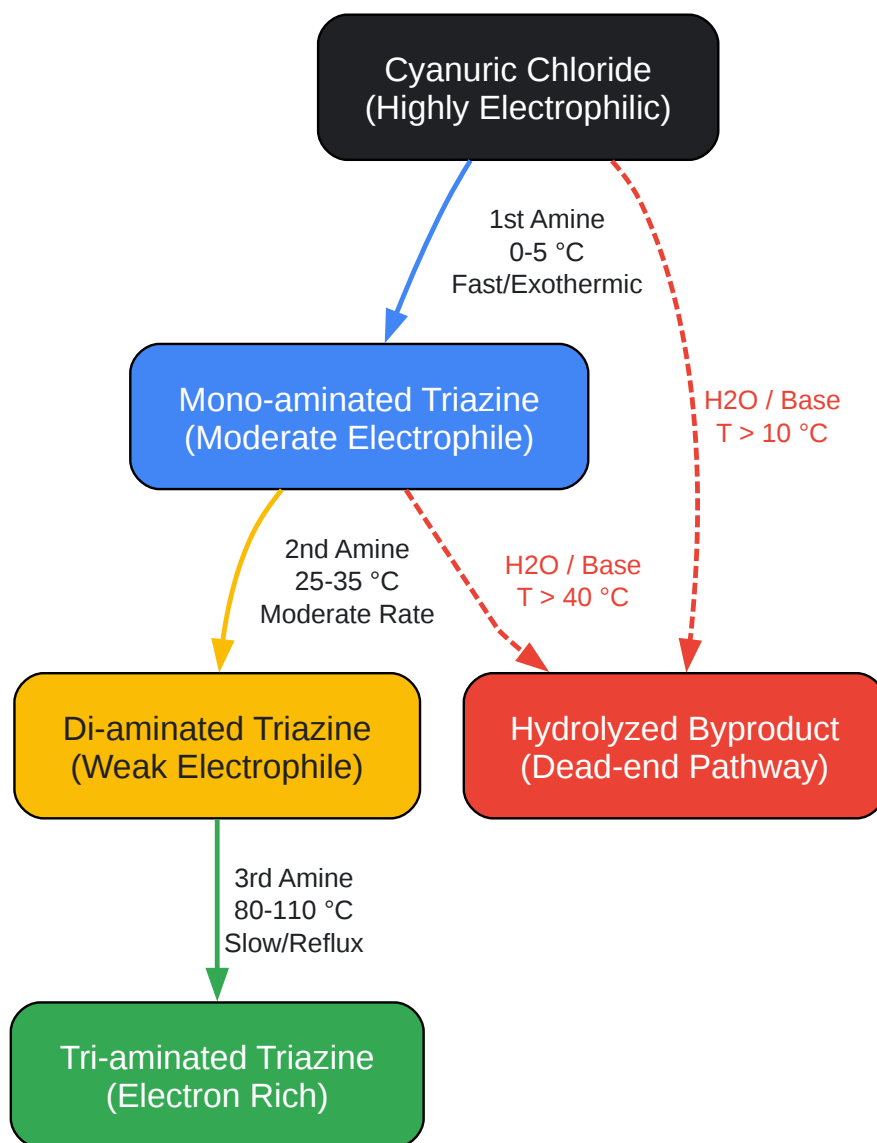 Cyanuric Chloride
(Highly Electrophilic)
1st Amine
0-5 °C
Fast/Exothermic
Mono-aminated Triazine
(Moderate Electrophile)
H2O / Base
T > 10 °C
2nd Amine
25-35 °C
Moderate Rate
H2O / Base
T > 40 °C
Di-aminated Triazine
(Weak Electrophile)
Hydrolyzed Byproduct
(Dead-end Pathway)
3rd Amine
80-110 °C
Slow/Reflux
Tri-aminated Triazine
(Electron Rich)